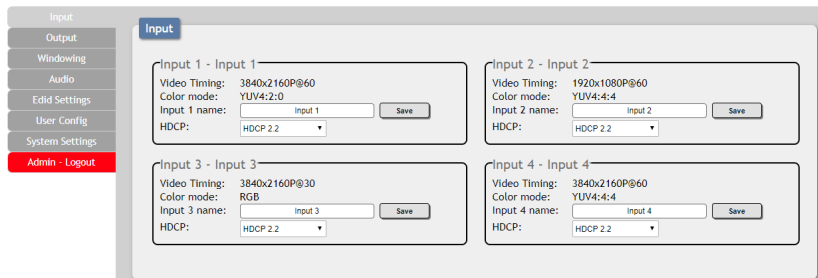 Input
Output
Windowing
Audio
Edid Settings
User Config
System Settings
Admin - Logout
Input
Input 1 - Input 1
Video Timing: 3840x2160P@60
Color mode: YUV4:2:0
Input 1 name: Input 1 Save
HDCP: HDCP 2.2
Input 2 - Input 2
Video Timing: 1920x1080P@60
Color mode: YUV4:4:4
Input 2 name: Input 2 Save
HDCP: HDCP 2.2
Input 3 - Input 3
Video Timing: 3840x2160P@30
Color mode: RGB
Input 3 name: Input 3 Save
HDCP: HDCP 2.2
Input 4 - Input 4
Video Timing: 3840x2160P@60
Color mode: YUV4:4:4
Input 4 name: Input 4 Save
HDCP: HDCP 2.2